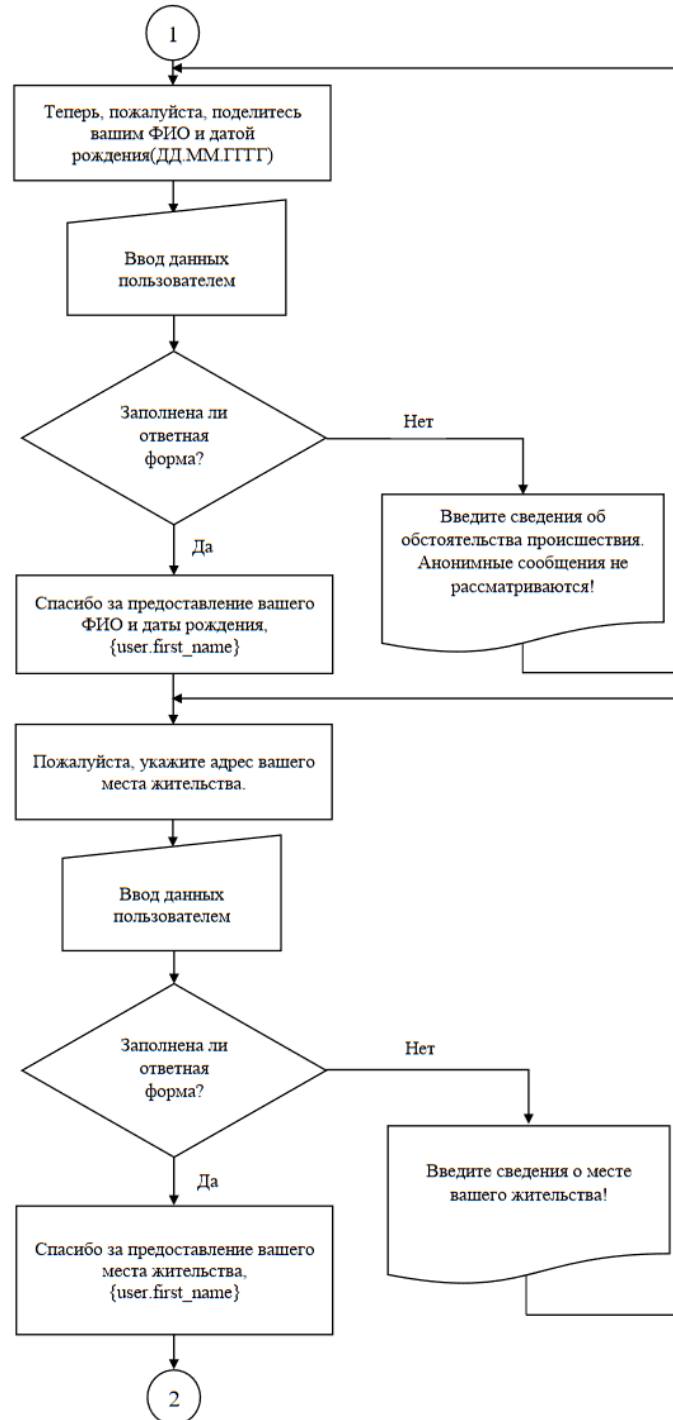 1
Теперь, пожалуйста, поделитесь
вашим ФИО и датой
рождения(ДД.ММ.ГГГГ)
Ввод данных
пользователем
Заполнена ли
ответная
форма?
Нет
Введите сведения об
обстоятельства происшествия.
Анонимные сообщения не
рассматриваются!
Да
Спасибо за предоставление вашего
ФИО и даты рождения,
{user.first_name}
Пожалуйста, укажите адрес вашего
места жительства.
Ввод данных
пользователем
Заполнена ли
ответная
форма?
Нет
Введите сведения о месте
вашего жительства!
Да
Спасибо за предоставление вашего
места жительства,
{user.first_name}
2